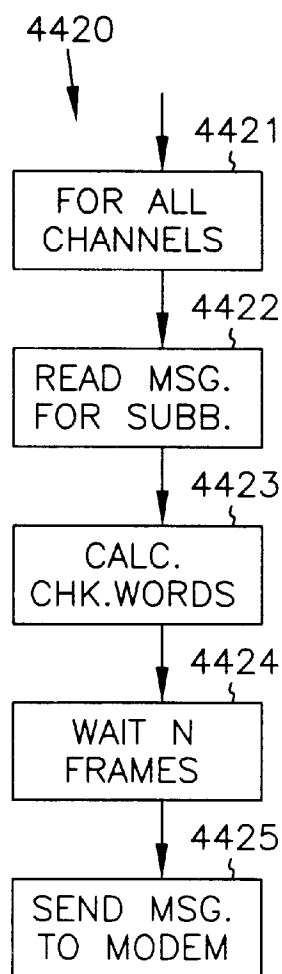 4420
4421
FOR ALL
CHANNELS
4422
READ MSG.
FOR SUBB.
4423
CALC.
CHK.WORDS
4424
WAIT N
FRAMES
4425
SEND MSG.
TO MODEM